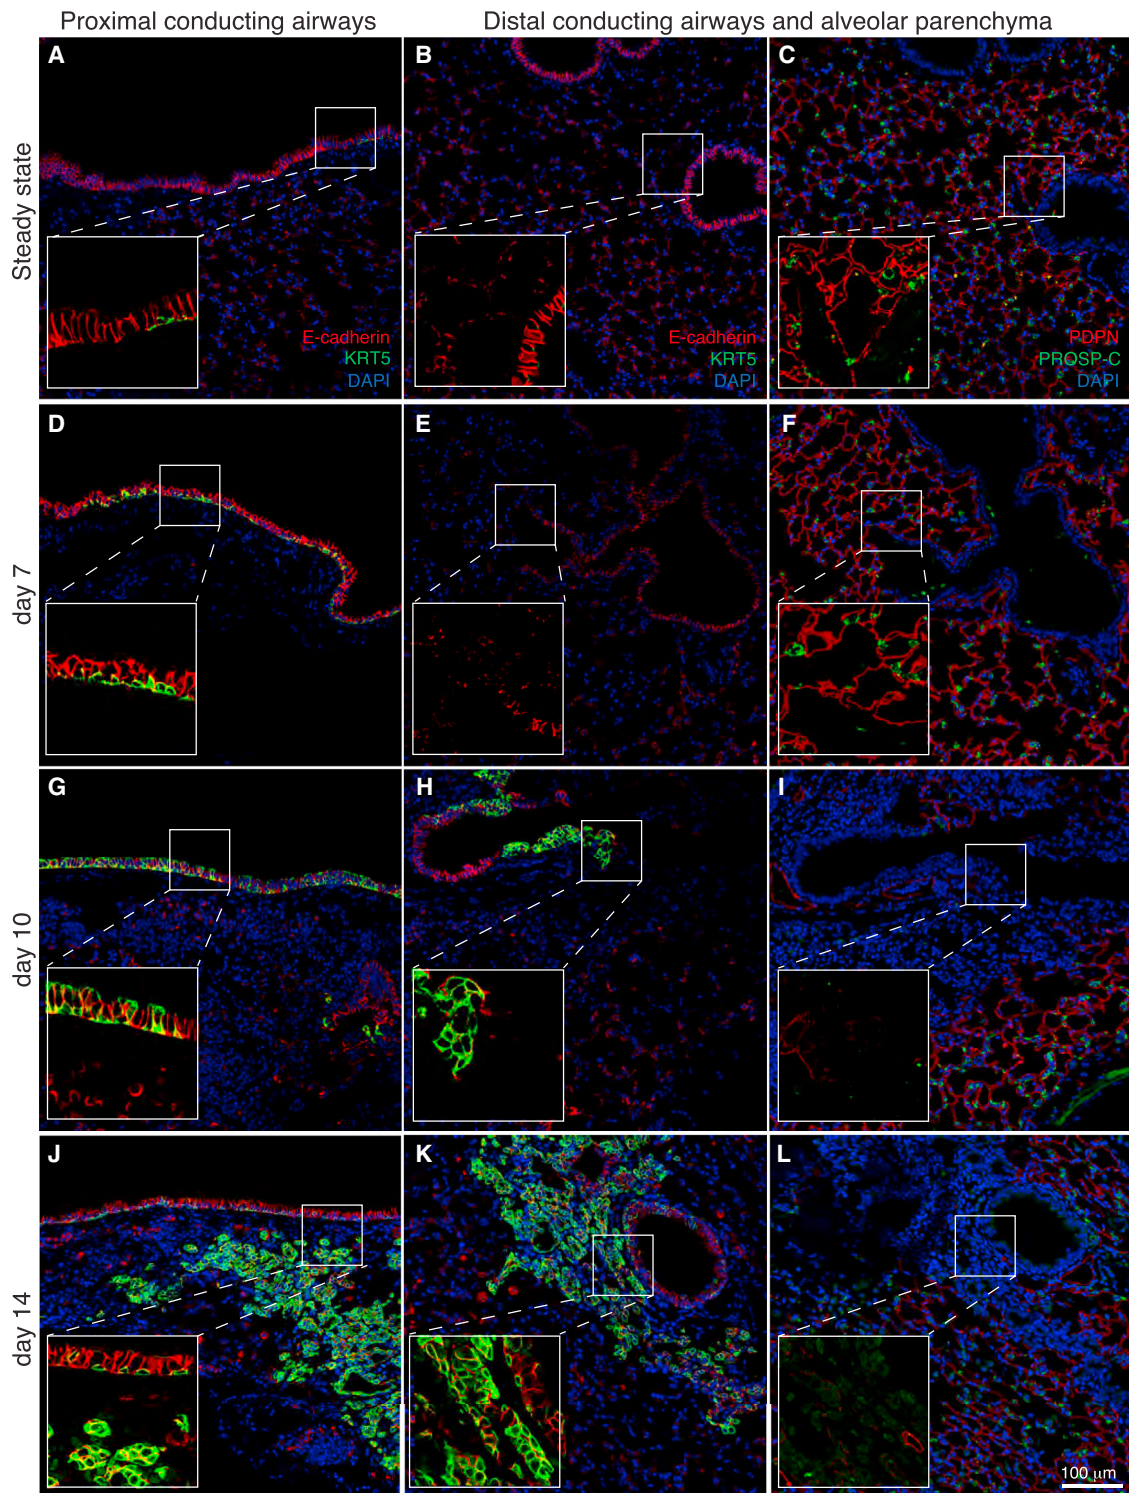 Proximal conducting airways
Distal conducting airways and alveolar parenchyma
Steady state
A
E-cadherin
KRT5
DAPI
B
E-cadherin
KRT5
DAPI
C
PDPN
PROSP-C
DAPI
day 7
D
E
F
day 10
G
H
I
day 14
J
K
L
100 µm